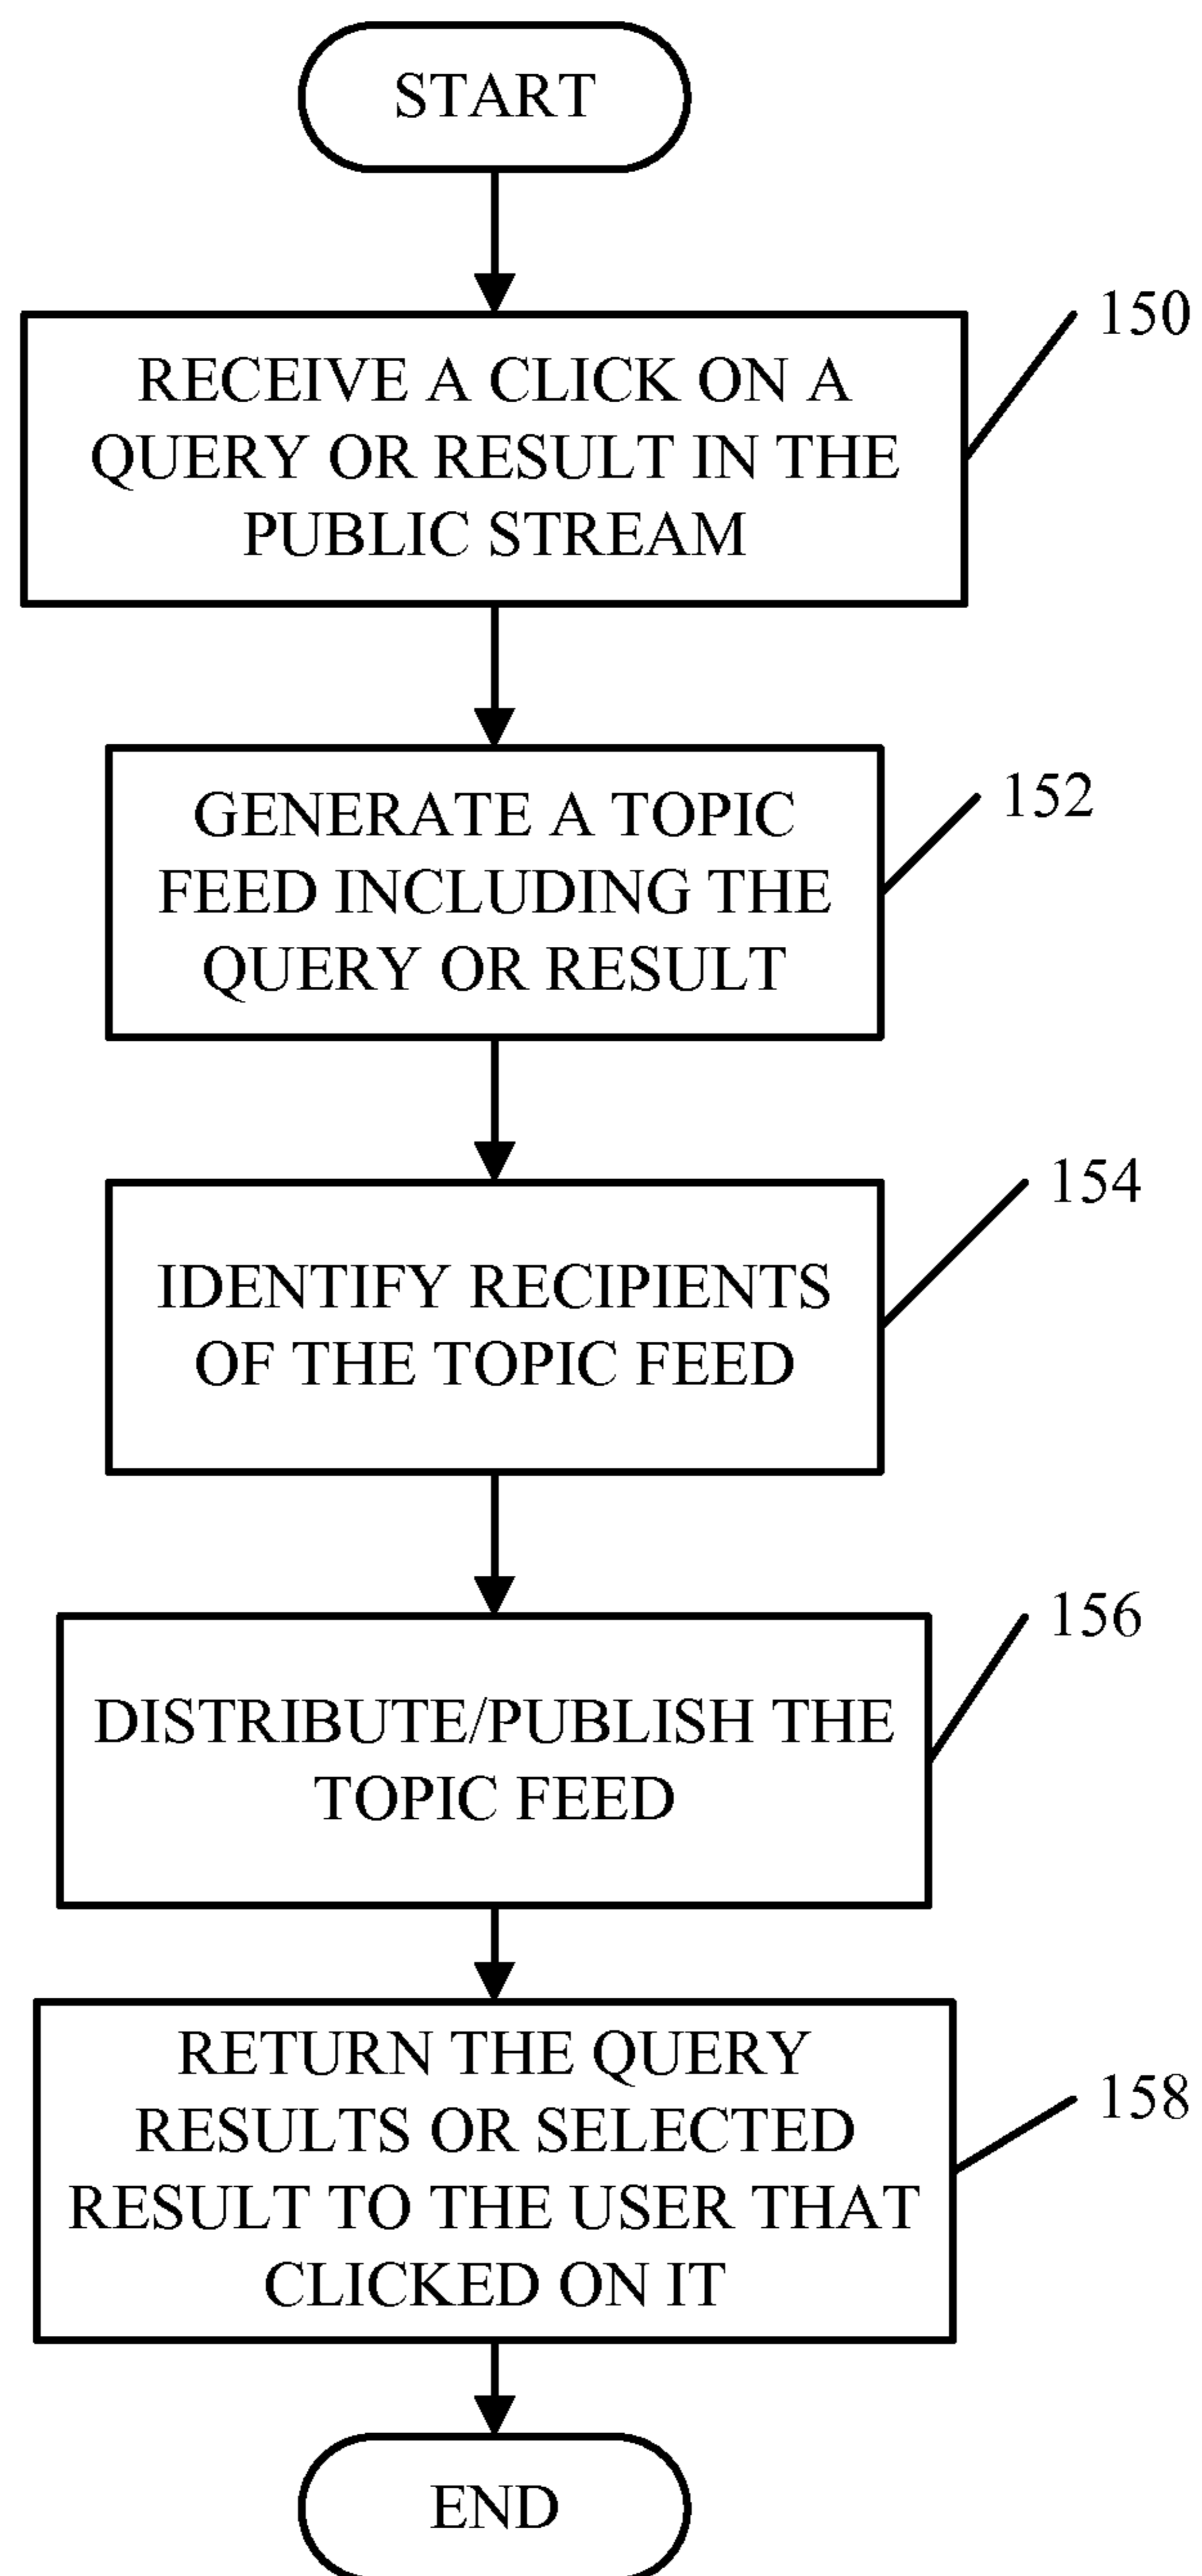 START
150
RECEIVE A CLICK ON A
QUERY OR RESULT IN THE
PUBLIC STREAM
152
GENERATE A TOPIC
FEED INCLUDING THE
QUERY OR RESULT
154
IDENTIFY RECIPIENTS
OF THE TOPIC FEED
156
DISTRIBUTE/PUBLISH THE
TOPIC FEED
158
RETURN THE QUERY
RESULTS OR SELECTED
RESULT TO THE USER THAT
CLICKED ON IT
END